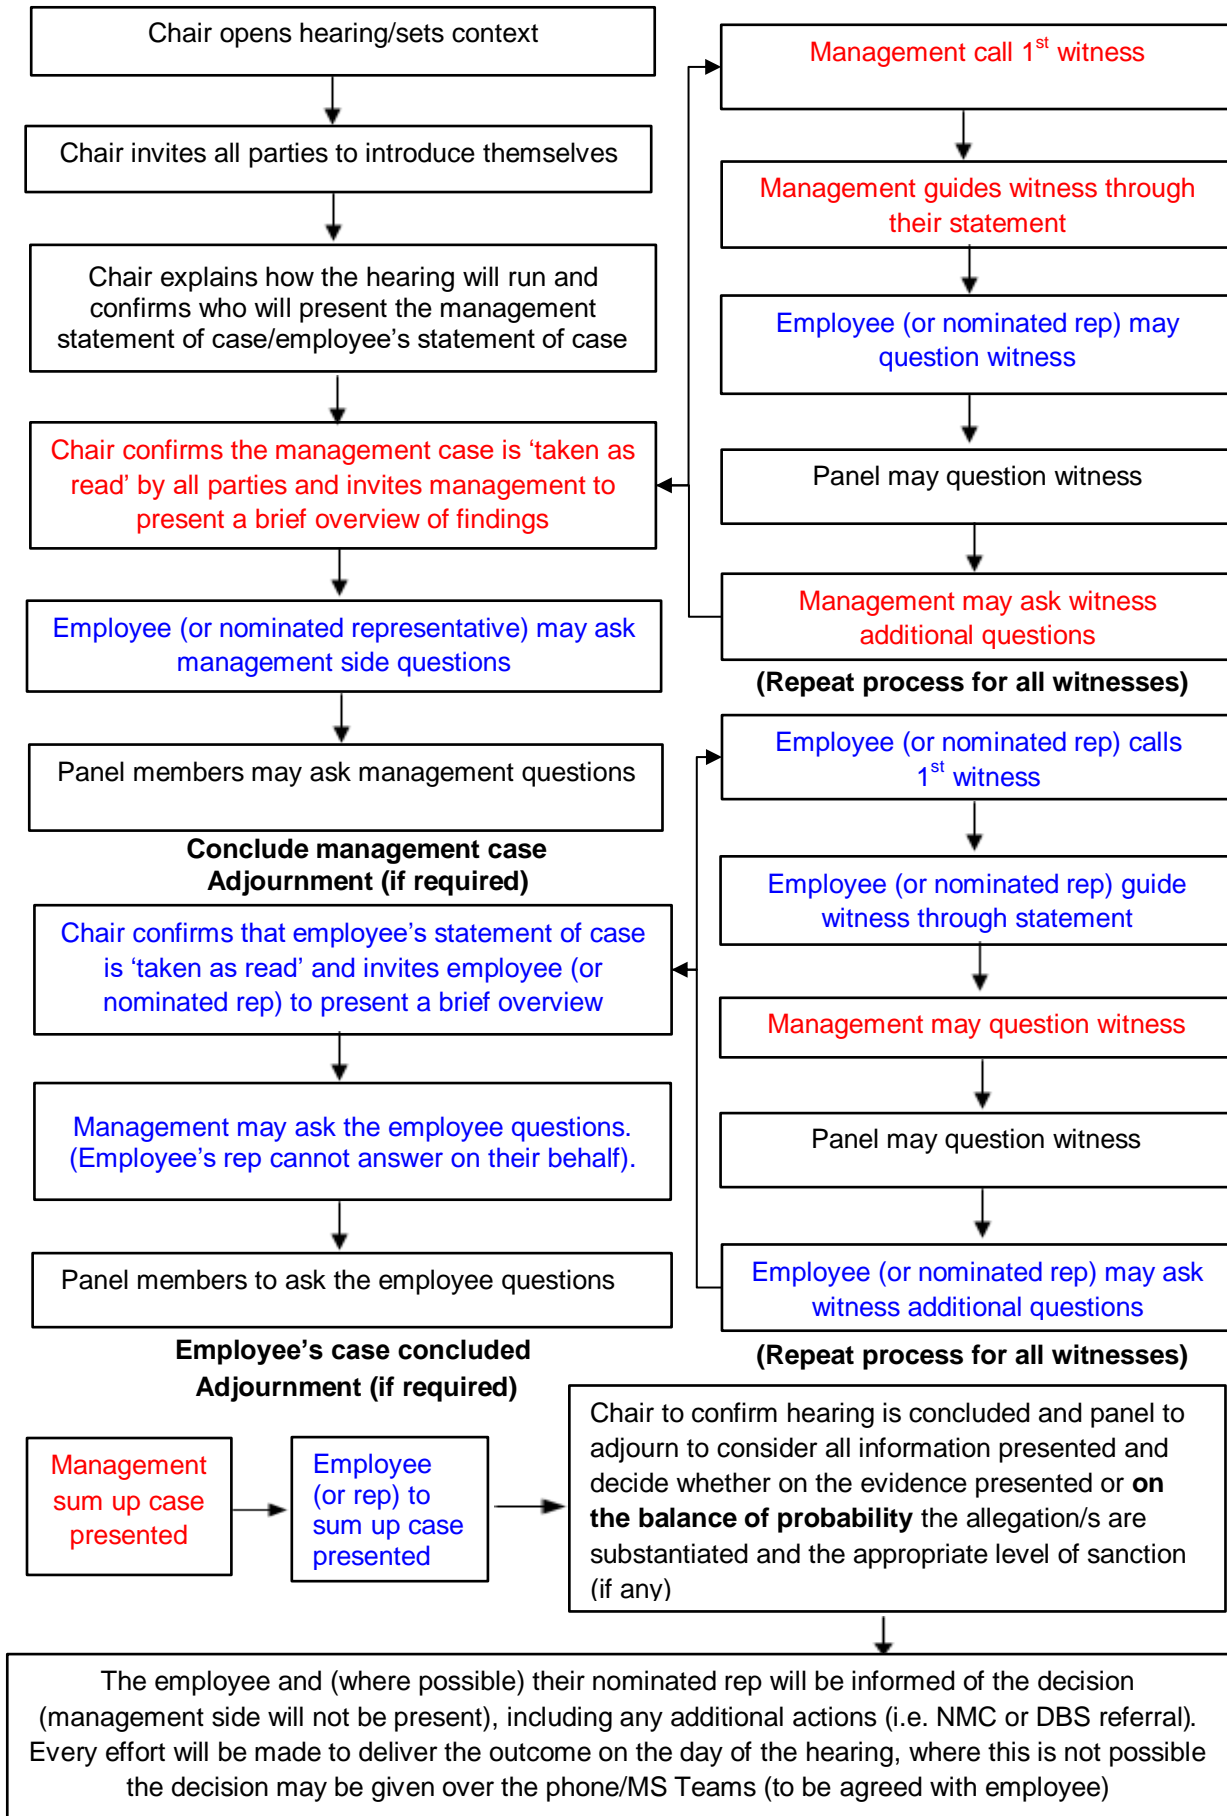 Chair opens hearing/sets context
Chair invites all parties to introduce themselves
Chair explains how the hearing will run and
confirms who will present the management
statement of case/employee’s statement of case
Chair confirms the management case is ‘taken as
read’ by all parties and invites management to
present a brief overview of findings
Employee (or nominated representative) may ask
management side questions
Panel members may ask management questions
Conclude management case
Adjournment (if required)
Management call 1st witness
Management guides witness through
their statement
Employee (or nominated rep) may
question witness
Panel may question witness
Management may ask witness
additional questions
(Repeat process for all witnesses)
Chair confirms that employee’s statement of case
is ‘taken as read’ and invites employee (or
nominated rep) to present a brief overview
Management may ask the employee questions.
(Employee’s rep cannot answer on their behalf).
Panel members to ask the employee questions
Employee’s case concluded
Adjournment (if required)
Employee (or nominated rep) calls
1st witness
Employee (or nominated rep) guide
witness through statement
Management may question witness
Panel may question witness
Employee (or nominated rep) may ask
witness additional questions
(Repeat process for all witnesses)
Management
sum up case
presented
Employee
(or rep) to
sum up case
presented
Chair to confirm hearing is concluded and panel to
adjourn to consider all information presented and
decide whether on the evidence presented or on
the balance of probability the allegation/s are
substantiated and the appropriate level of sanction
(if any)
The employee and (where possible) their nominated rep will be informed of the decision
(management side will not be present), including any additional actions (i.e. NMC or DBS referral).
Every effort will be made to deliver the outcome on the day of the hearing, where this is not possible
the decision may be given over the phone/MS Teams (to be agreed with employee)